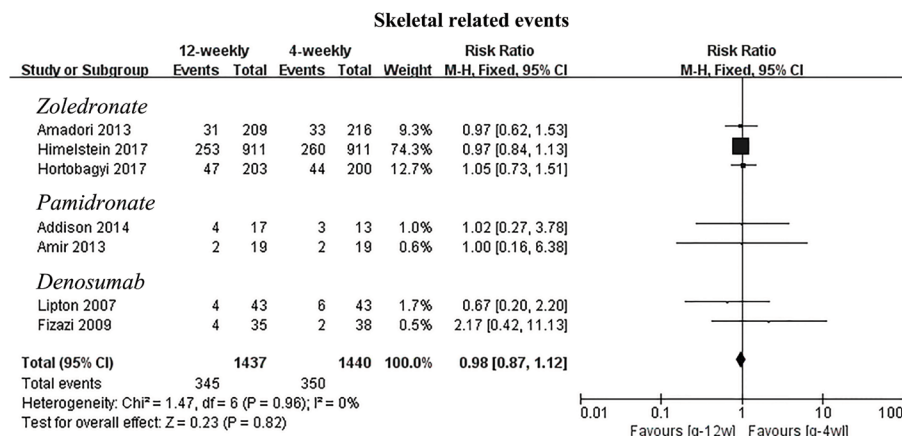 Skeletal related events
12-weekly 4-weekly Risk Ratio Risk Ratio
Study or Subgroup Events Total Events Total Weight M-H, Fixed, 95% CI M-H, Fixed, 95% CI
Zoledronate
Amadori 2013 31 209 33 216 9.3% 0.97 [0.62, 1.53]
Himelstein 2017 253 911 260 911 74.3% 0.97 [0.84, 1.13]
Hortobagyi 2017 47 203 44 200 12.7% 1.05 [0.73, 1.51]
Pamidronate
Addison 2014 4 17 3 13 1.0% 1.02 [0.27, 3.78]
Amir 2013 2 19 2 19 0.6% 1.00 [0.16, 6.38]
Denosumab
Lipton 2007 4 43 6 43 1.7% 0.67 [0.20, 2.20]
Fizazi 2009 4 35 2 38 0.5% 2.17 [0.42, 11.13]
Total (95% CI) 1437 1440 100.0% 0.98 [0.87, 1.12]
Total events 345 350
Heterogeneity: Chi² = 1.47, df = 6 (P = 0.96); I² = 0%
Test for overall effect: Z = 0.23 (P = 0.82)
0.01 0.1 1 10 100
Favours [q-12w] Favours [q-4w]